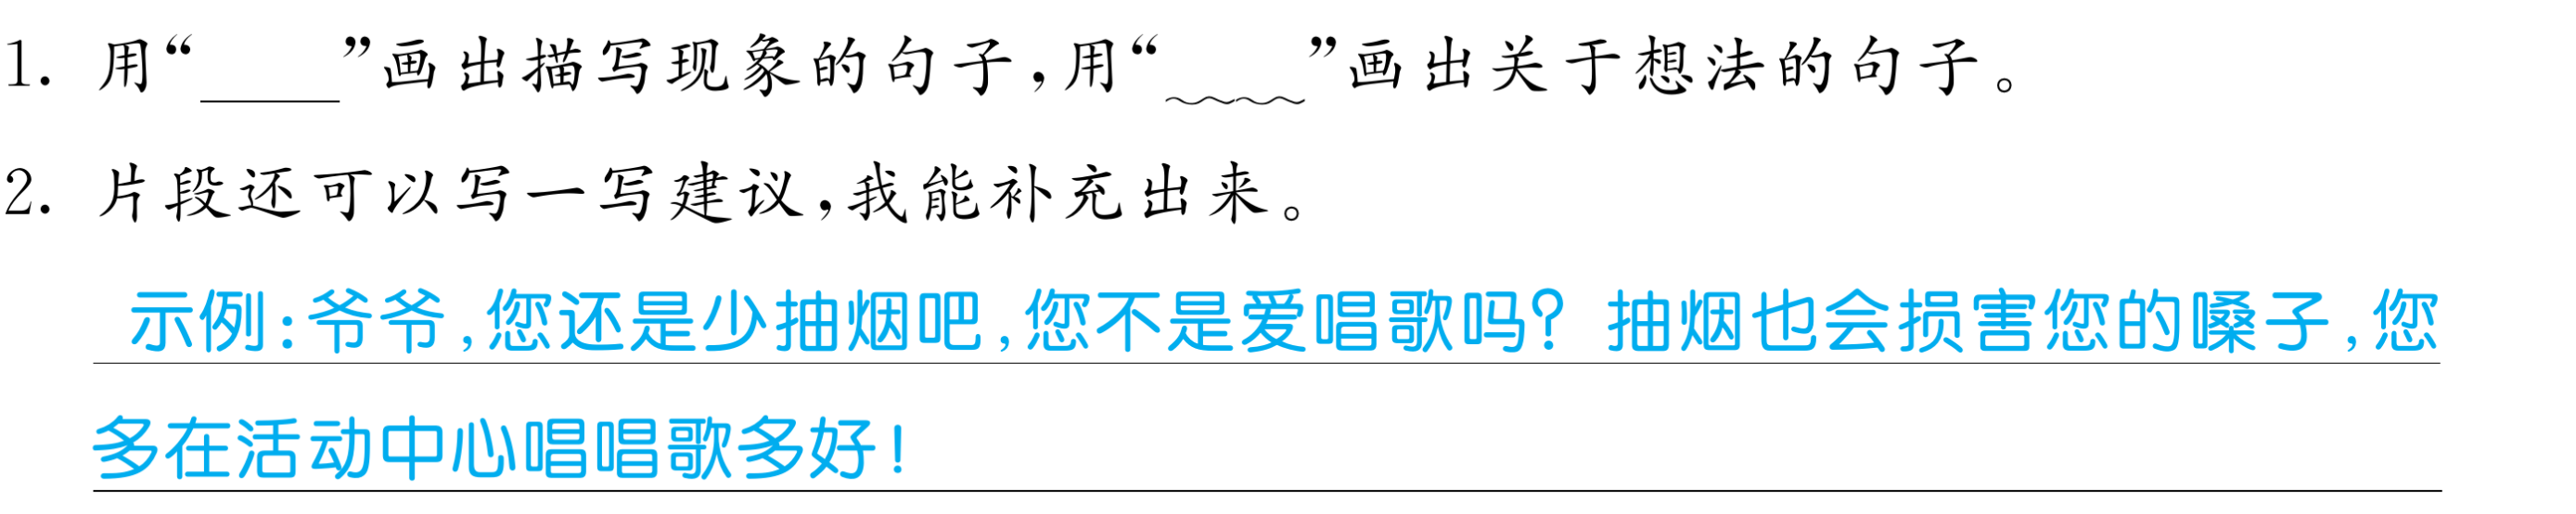 1. 用“____”画出描写现象的句子,用“﹏﹏”画出关于想法的句子。
2. 片段还可以写一写建议,我能补充出来。
示例:爷爷,您还是少抽烟吧,您不是爱唱歌吗? 抽烟也会损害您的嗓子,您
多在活动中心唱唱歌多好!